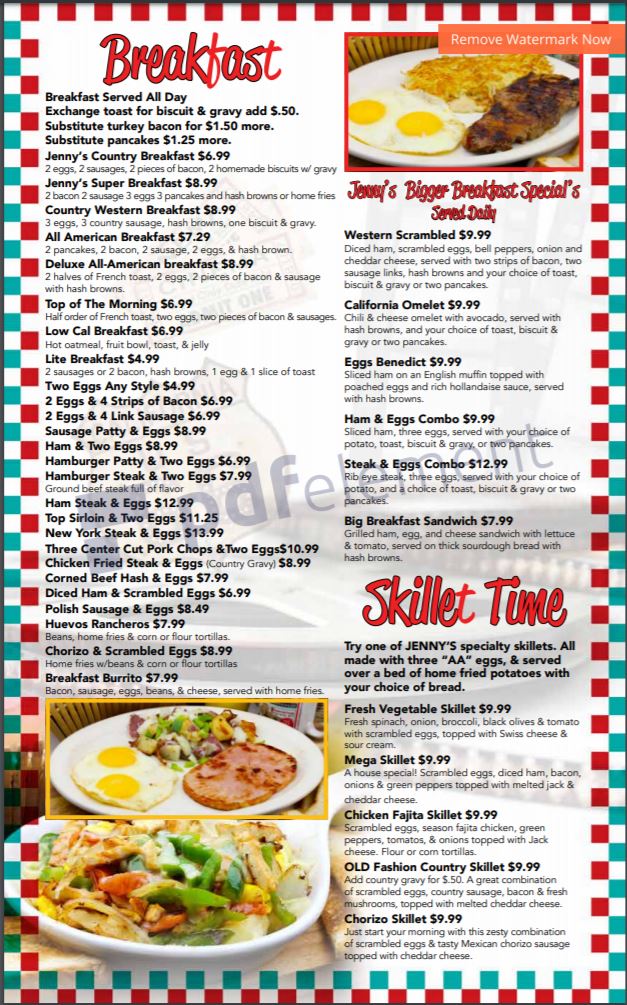 Remove Watermark Now
Breakfast
Breakfast Served All Day
Exchange toast for biscuit & gravy add $.50.
Substitute turkey bacon for $1.50 more.
Substitute pancakes $1.25 more.
Jenny's Country Breakfast $6.99
2 eggs, 2 sausages, 2 pieces of bacon, 2 homemade biscuits w/ gravy
Jenny's Super Breakfast $8.99
2 bacon 2 sausage 3 eggs 3 pancakes and hash browns or home fries
Country Western Breakfast $8.99
3 eggs, 3 country sausage, hash browns, one biscuit & gravy.
All American Breakfast $7.29
2 pancakes, 2 bacon, 2 sausage, 2 eggs, & hash brown.
Deluxe All-American breakfast $8.99
2 halves of French toast, 2 eggs, 2 pieces of bacon & sausage
with hash browns.
Top of The Morning $6.99
Half order of French toast, two eggs, two pieces of bacon & sausages.
Low Cal Breakfast $6.99
Hot oatmeal, fruit bowl, toast, & jelly
Lite Breakfast $4.99
2 sausages or 2 bacon, hash browns, 1 egg & 1 slice of toast
Two Eggs Any Style $4.99
2 Eggs & 4 Strips of Bacon $6.99
2 Eggs & 4 Link Sausage $6.99
Sausage Patty & Eggs $8.99
Ham & Two Eggs $8.99
Hamburger Patty & Two Eggs $6.99
Hamburger Steak & Two Eggs $7.99
Ground beef steak full of flavor
Ham Steak & Eggs $12.99
Top Sirloin & Two Eggs $11.25
New York Steak & Eggs $13.99
Three Center Cut Pork Chops &Two Eggs$10.99
Chicken Fried Steak & Eggs (Country Gravy) $8.99
Corned Beef Hash & Eggs $7.99
Diced Ham & Scrambled Eggs $6.99
Polish Sausage & Eggs $8.49
Huevos Rancheros $7.99
Beans, home fries & corn or flour tortillas.
Chorizo & Scrambled Eggs $8.99
Home fries w/beans & corn or flour tortillas
Breakfast Burrito $7.99
Bacon, sausage, eggs, beans, & cheese, served with home fries.
Jenny's Bigger Breakfast Special's
Served Daily
Western Scrambled $9.99
Diced ham, scrambled eggs, bell peppers, onion and
cheddar cheese, served with two strips of bacon, two
sausage links, hash browns and your choice of toast,
biscuit & gravy or two pancakes.
California Omelet $9.99
Chili & cheese omelet with avocado, served with
hash browns, and your choice of toast, biscuit &
gravy or two pancakes.
Eggs Benedict $9.99
Sliced ham on an English muffin topped with
poached eggs and rich hollandaise sauce, served
with hash browns.
Ham & Eggs Combo $9.99
Sliced ham, three eggs, served with your choice of
potato, toast, biscuit & gravy, or two pancakes.
Steak & Eggs Combo $12.99
Rib eye steak, three eggs, served with your choice of
potato, and a choice of toast, biscuit & gravy or two
pancakes.
Big Breakfast Sandwich $7.99
Grilled ham, egg, and cheese sandwich with lettuce
& tomato, served on thick sourdough bread with
hash browns.
Skillet Time
Try one of JENNY'S specialty skillets. All
made with three "AA" eggs, & served
over a bed of home fried potatoes with
your choice of bread.
Fresh Vegetable Skillet $9.99
Fresh spinach, onion, broccoli, black olives & tomato
with scrambled eggs, topped with Swiss cheese &
sour cream.
Mega Skillet $9.99
A house special! Scrambled eggs, diced ham, bacon,
onions & green peppers topped with melted jack &
cheddar cheese.
Chicken Fajita Skillet $9.99
Scrambled eggs, season fajita chicken, green
peppers, tomatos, & onions topped with Jack
cheese. Flour or corn tortillas.
OLD Fashion Country Skillet $9.99
Add country gravy for $.50. A great combination
of scrambled eggs, country sausage, bacon & fresh
mushrooms, topped with melted cheddar cheese.
Chorizo Skillet $9.99
Just start your morning with this zesty combination
of scrambled eggs & tasty Mexican chorizo sausage
topped with cheddar cheese.